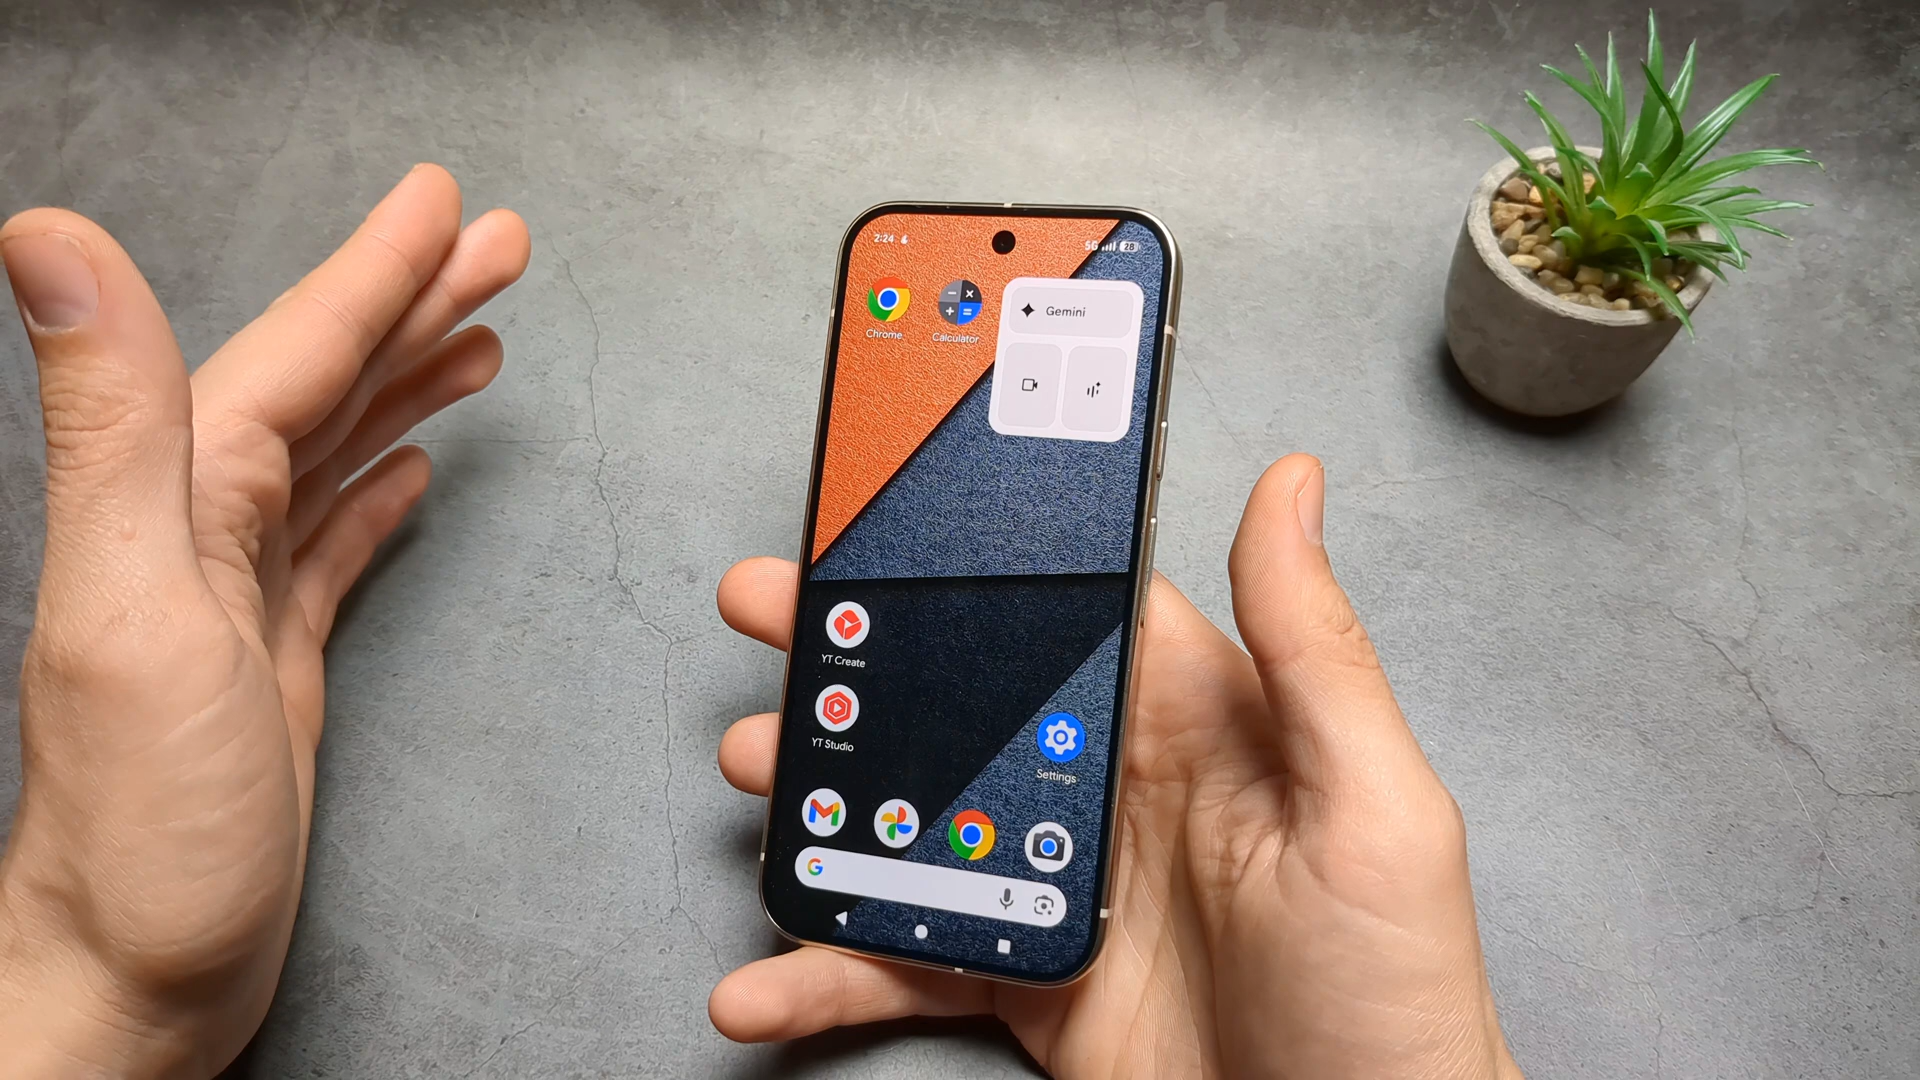 2:24
5G 28
Chrome
Calculator
Gemini
YT Create
YT Studio
Settings